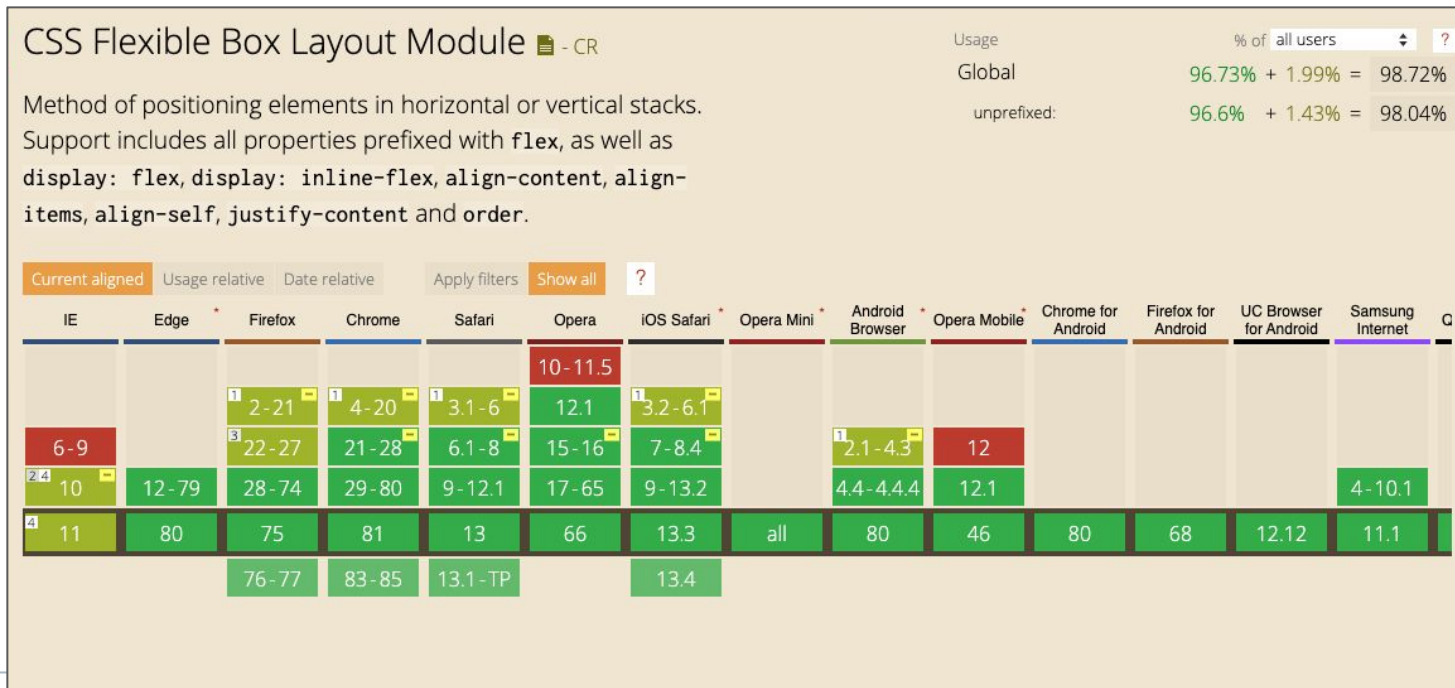 CSS Flexible Box Layout Module - CR
Usage % of all users ?
Global 96.73% + 1.99% = 98.72%
unprefixed: 96.6% + 1.43% = 98.04%
Method of positioning elements in horizontal or vertical stacks.
Support includes all properties prefixed with flex, as well as
display: flex, display: inline-flex, align-content, align-
items, align-self, justify-content and order.
Current aligned Usage relative Date relative Apply filters Show all ?
IE Edge * Firefox Chrome Safari Opera iOS Safari * Opera Mini * Android Browser * Opera Mobile * Chrome for Android Firefox for Android UC Browser for Android Samsung Internet
10-11.5
1 2-21 - 1 4-20 - 1 3.1-6 - 12.1 1 3.2-6.1 -
6-9 3 22-27 21-28 - 6.1-8 - 15-16 - 7-8.4 - 1 2.1-4.3 - 12
2 4 10 - 12-79 28-74 29-80 9-12.1 17-65 9-13.2 4.4-4.4.4 12.1 4-10.1
4 11 80 75 81 13 66 13.3 all 80 46 80 68 12.12 11.1
76-77 83-85 13.1-TP 13.4